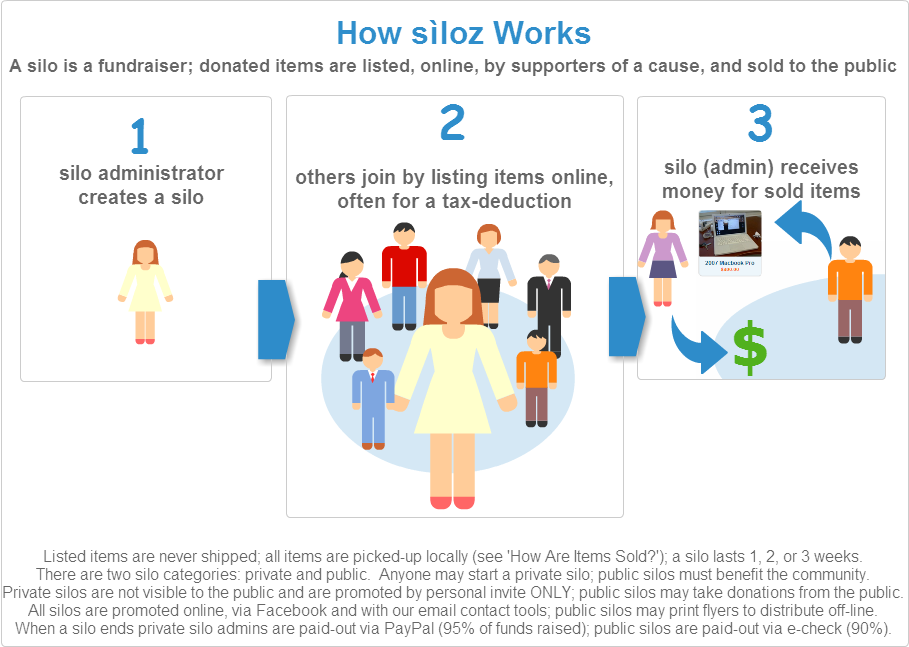 How sìloz Works
A silo is a fundraiser; donated items are listed, online, by supporters of a cause, and sold to the public
1
silo administrator
creates a silo
2
others join by listing items online,
often for a tax-deduction
3
silo (admin) receives
money for sold items
2007 Macbook Pro
$
Listed items are never shipped; all items are picked-up locally (see 'How Are Items Sold?'); a silo lasts 1, 2, or 3 weeks.
There are two silo categories: private and public.  Anyone may start a private silo; public silos must benefit the community.
Private silos are not visible to the public and are promoted by personal invite ONLY; public silos may take donations from the public.
All silos are promoted online, via Facebook and with our email contact tools; public silos may print flyers to distribute off-line.
When a silo ends private silo admins are paid-out via PayPal (95% of funds raised); public silos are paid-out via e-check (90%).